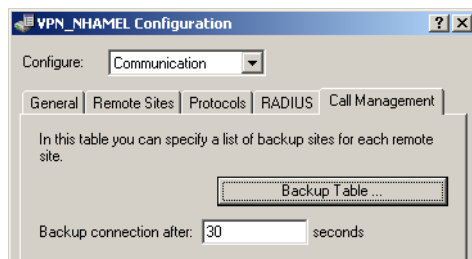 VPN_NHAMEL Configuration
Configure: Communication
General Remote Sites Protocols RADIUS Call Management
In this table you can specify a list of backup sites for each remote
site.
Backup Table ...
Backup connection after: 30 seconds